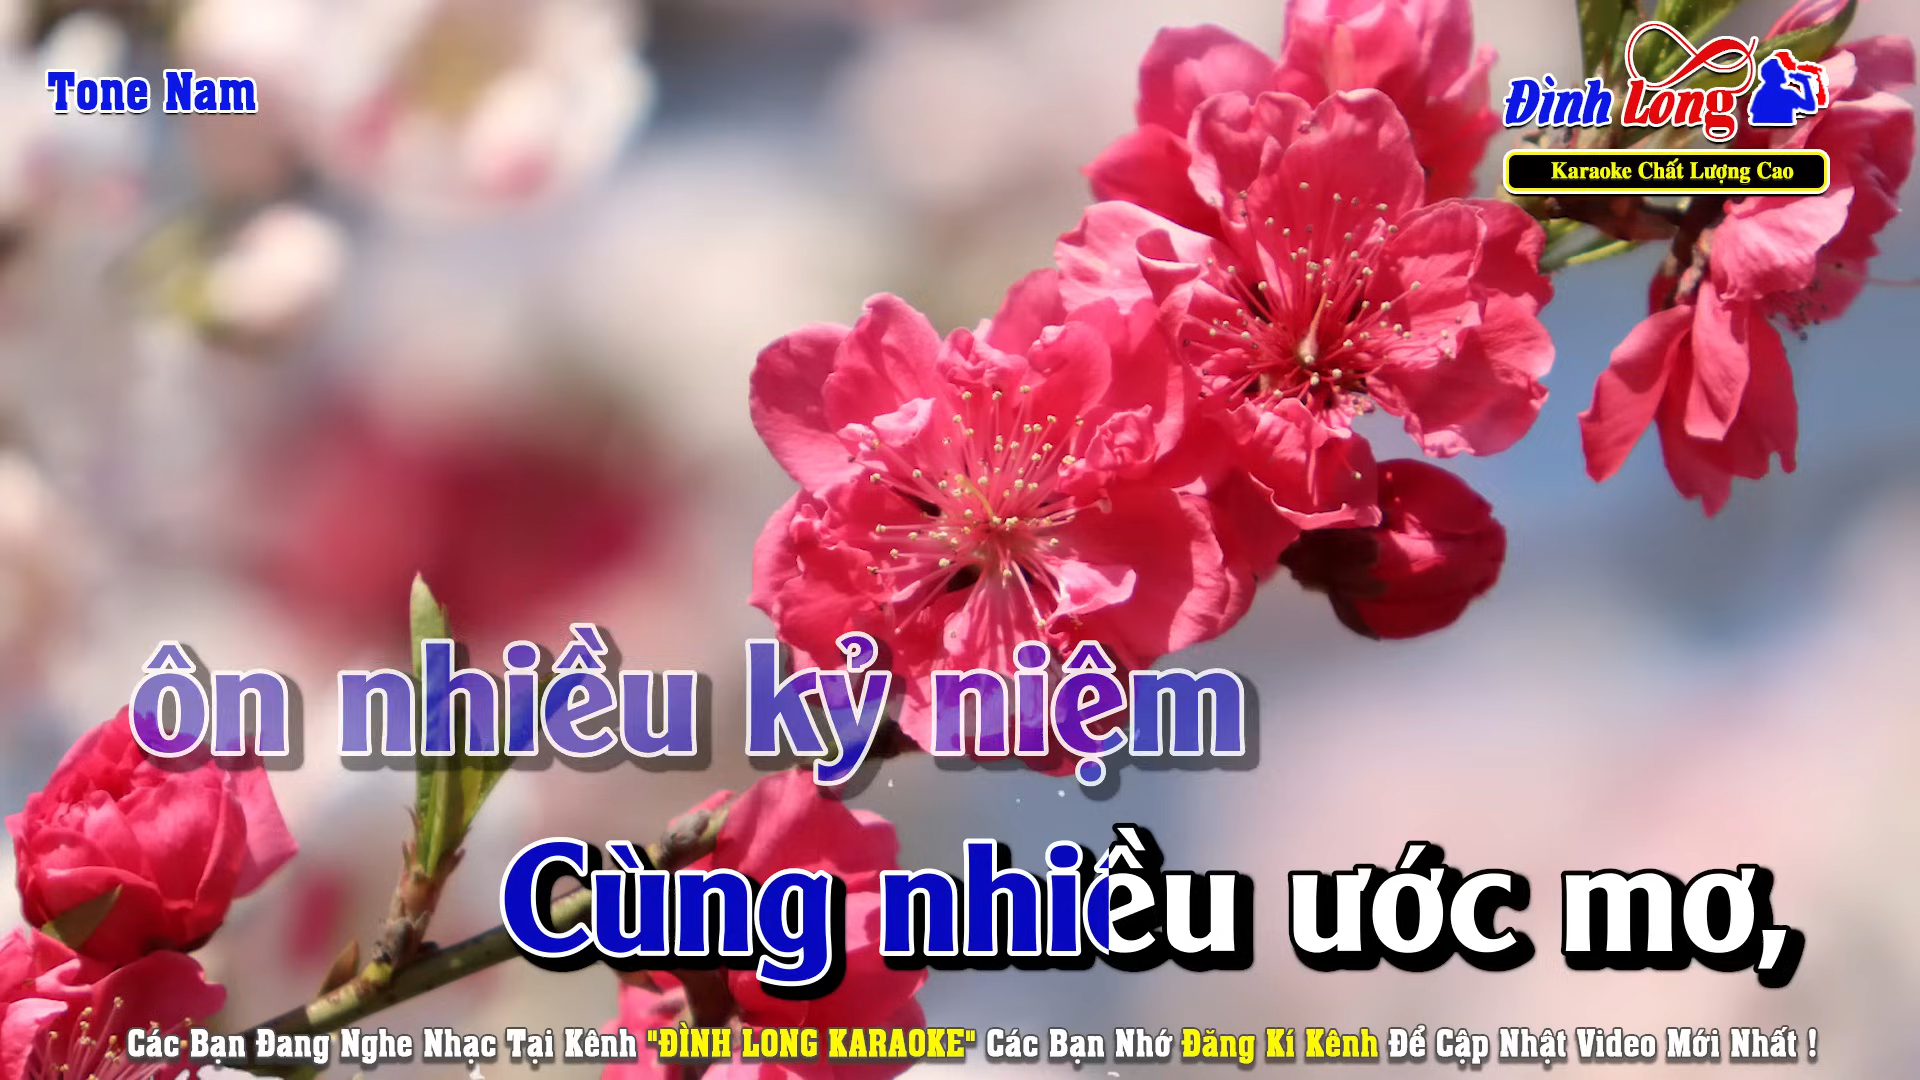 Tone Nam
Đình Long
Karaoke Chất Lượng Cao
ôn nhiều kỷ niệm
Cùng nhiều ước mơ,
Các Bạn Đang Nghe Nhạc Tại Kênh "ĐÌNH LONG KARAOKE" Các Bạn Nhớ Đăng Kí Kênh Để Cập Nhật Video Mới Nhất !